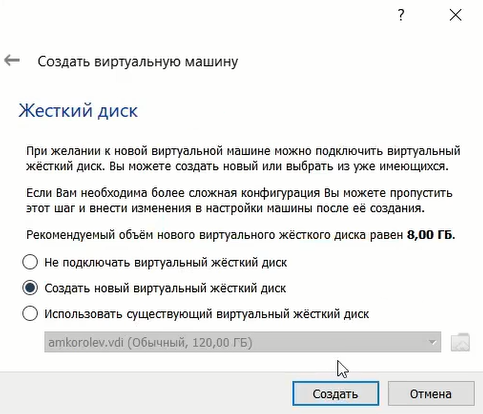 ?
Создать виртуальную машину
Жесткий диск
При желании к новой виртуальной машине можно подключить виртуальный
жёсткий диск. Вы можете создать новый или выбрать из уже имеющихся.
Если Вам необходима более сложная конфигурация Вы можете пропустить
этот шаг и внести изменения в настройки машины после её создания.
Рекомендуемый объём нового виртуального жёсткого диска равен 8,00 ГБ.
Не подключать виртуальный жёсткий диск
Создать новый виртуальный жёсткий диск
Использовать существующий виртуальный жёсткий диск
amkorolev.vdi (Обычный, 120,00 ГБ)
Создать
Отмена